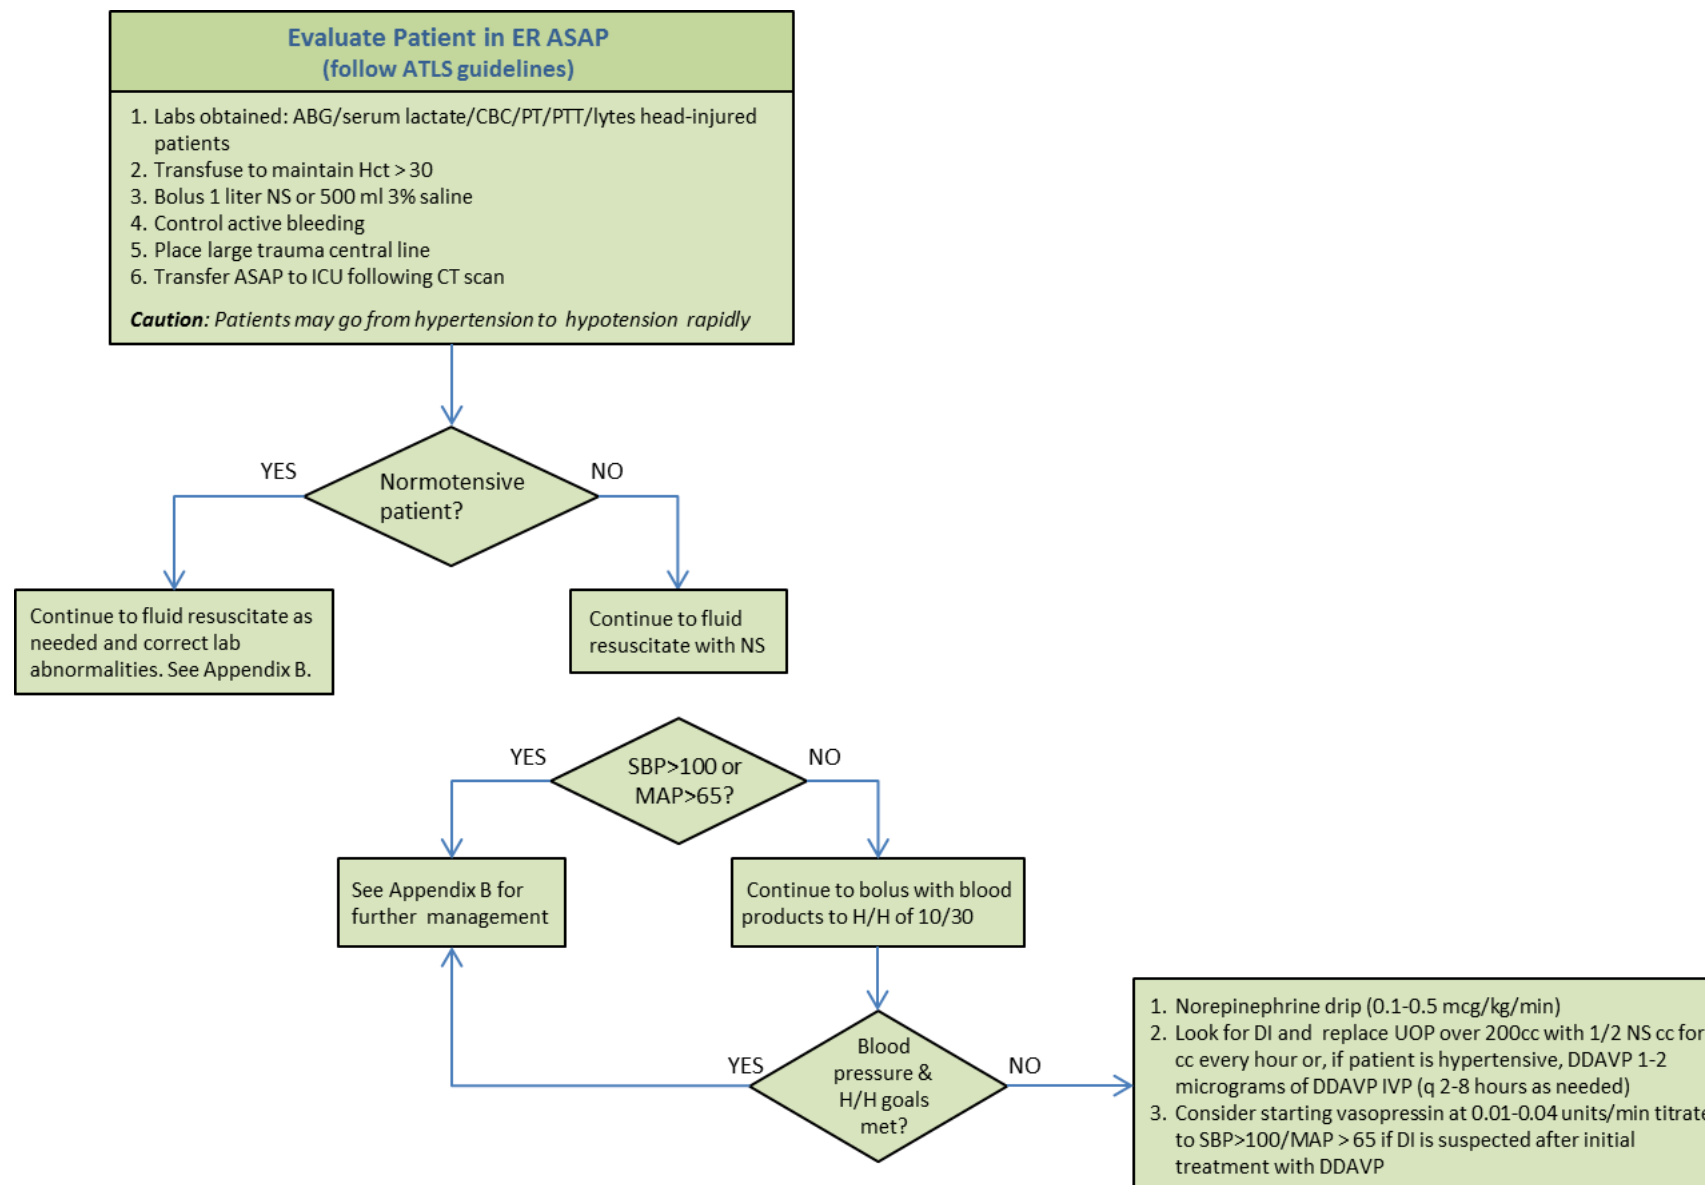 Evaluate Patient in ER ASAP
(follow ATLS guidelines)
1. Labs obtained: ABG/serum lactate/CBC/PT/PTT/lytes head-injured
patients
2. Transfuse to maintain Hct > 30
3. Bolus 1 liter NS or 500 ml 3% saline
4. Control active bleeding
5. Place large trauma central line
6. Transfer ASAP to ICU following CT scan
Caution: Patients may go from hypertension to hypotension rapidly
YES
Normotensive
patient?
NO
Continue to fluid resuscitate as
needed and correct lab
abnormalities. See Appendix B.
Continue to fluid
resuscitate with NS
YES
SBP>100 or
MAP>65?
NO
See Appendix B for
further management
Continue to bolus with blood
products to H/H of 10/30
YES
Blood
pressure &
H/H goals
met?
NO
1. Norepinephrine drip (0.1-0.5 mcg/kg/min)
2. Look for DI and replace UOP over 200cc with 1/2 NS cc for
cc every hour or, if patient is hypertensive, DDAVP 1-2
micrograms of DDAVP IVP (q 2-8 hours as needed)
3. Consider starting vasopressin at 0.01-0.04 units/min titrate
to SBP>100/MAP > 65 if DI is suspected after initial
treatment with DDAVP